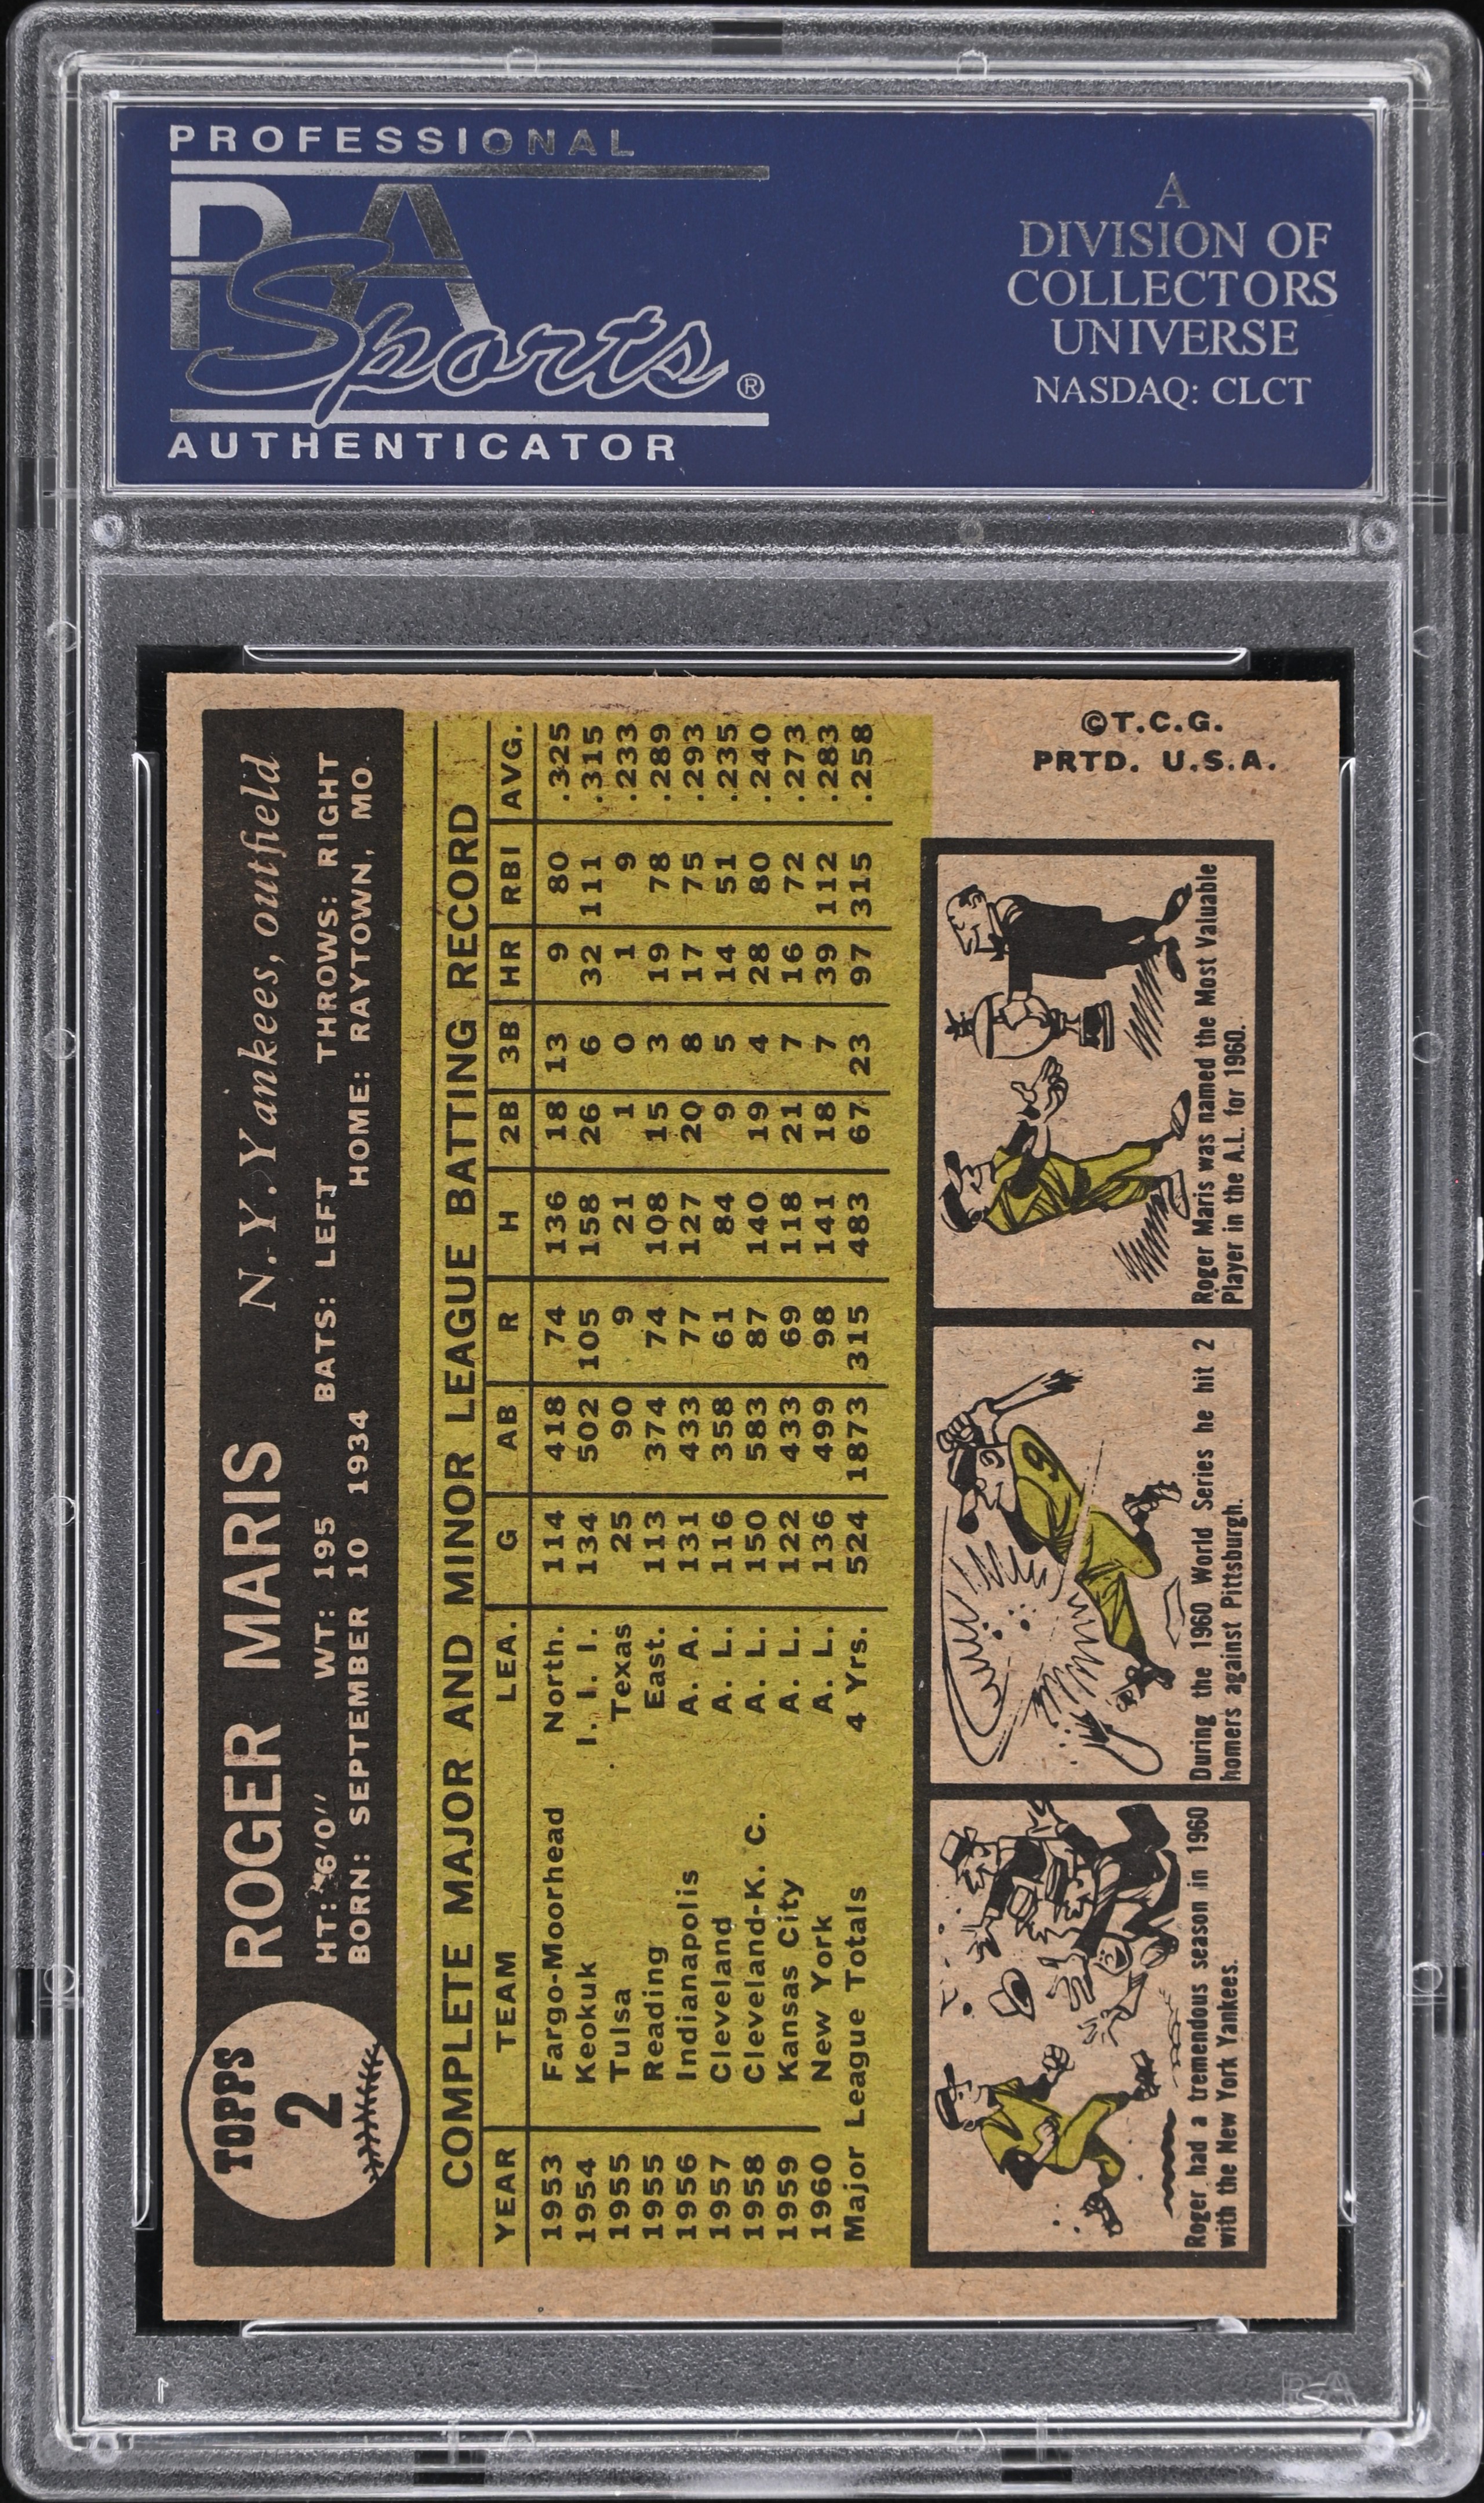 PROFESSIONAL
PSA
Sports®
AUTHENTICATOR
A
DIVISION OF
COLLECTORS
UNIVERSE
NASDAQ: CLCT
TOPPS
2
ROGER MARIS N.Y. Yankees, outfield
HT: 6'0" WT: 195 BATS: LEFT THROWS: RIGHT
BORN: SEPTEMBER 10 1934 HOME: RAYTOWN, MO.
COMPLETE MAJOR AND MINOR LEAGUE BATTING RECORD
YEAR TEAM LEA. G AB R H 2B 3B HR RBI AVG.
1953 Fargo-Moorhead North. 114 418 74 136 18 13 9 80 .325
1954 Keokuk I. I. I. 134 502 105 158 26 6 32 111 .315
1955 Tulsa Texas 25 90 9 21 1 0 1 9 .233
1955 Reading East. 113 374 74 108 15 3 19 78 .289
1956 Indianapolis A. A. 131 433 77 127 20 8 17 75 .293
1957 Cleveland A. L. 116 358 61 84 9 5 14 51 .235
1958 Cleveland-K. C. A. L. 150 583 87 140 19 4 28 80 .240
1959 Kansas City A. L. 122 433 69 118 21 7 16 72 .273
1960 New York A. L. 136 499 98 141 18 7 39 112 .283
Major League Totals 4 Yrs. 524 1873 315 483 67 23 97 315 .258
Roger had a tremendous season in 1960
with the New York Yankees.
9
During the 1960 World Series he hit 2
homers against Pittsburgh.
Roger Maris was named the Most Valuable
Player in the A.L. for 1960.
©T.C.G.
PRTD. U.S.A.
PSA